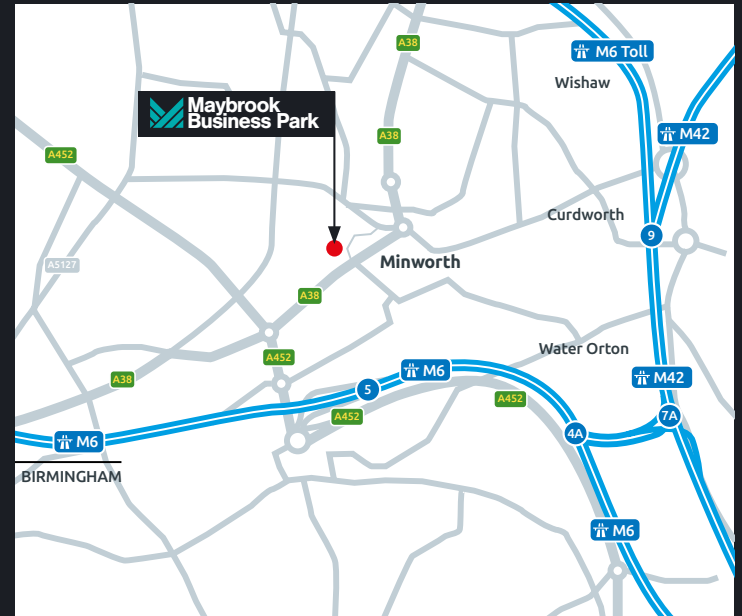 A38
M6 Toll
Wishaw
Maybrook
Business Park
A38
M42
A452
Curdworth
9
A5127
Minworth
A38
Water Orton
A452
M6
M42
A38
5
A452
A452
7A
4A
M6
BIRMINGHAM
M6